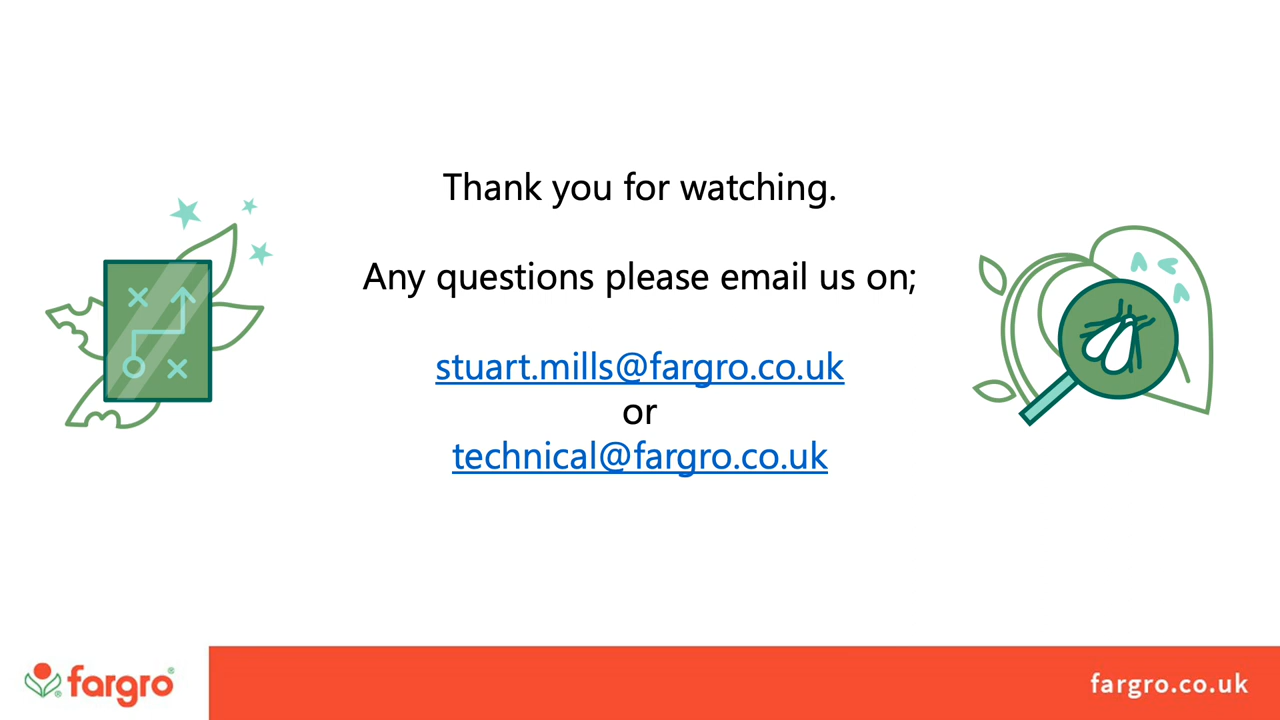 Thank you for watching.
Any questions please email us on;
stuart.mills@fargro.co.uk
or
technical@fargro.co.uk
fargro®
fargro.co.uk